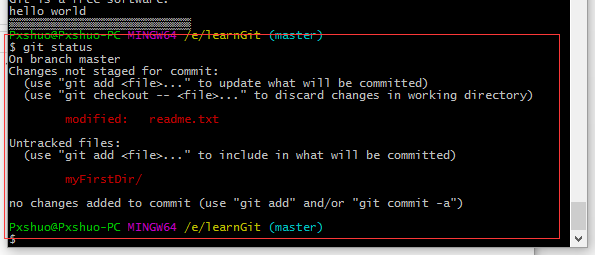 Git is a free software.
hello world
Pxshuo@Pxshuo-PC MINGW64 /e/learnGit (master)
$ git status
On branch master
Changes not staged for commit:
(use "git add <file>..." to update what will be committed)
(use "git checkout -- <file>..." to discard changes in working directory)
modified: readme.txt
Untracked files:
(use "git add <file>..." to include in what will be committed)
myFirstDir/
no changes added to commit (use "git add" and/or "git commit -a")
Pxshuo@Pxshuo-PC MINGW64 /e/learnGit (master)
$